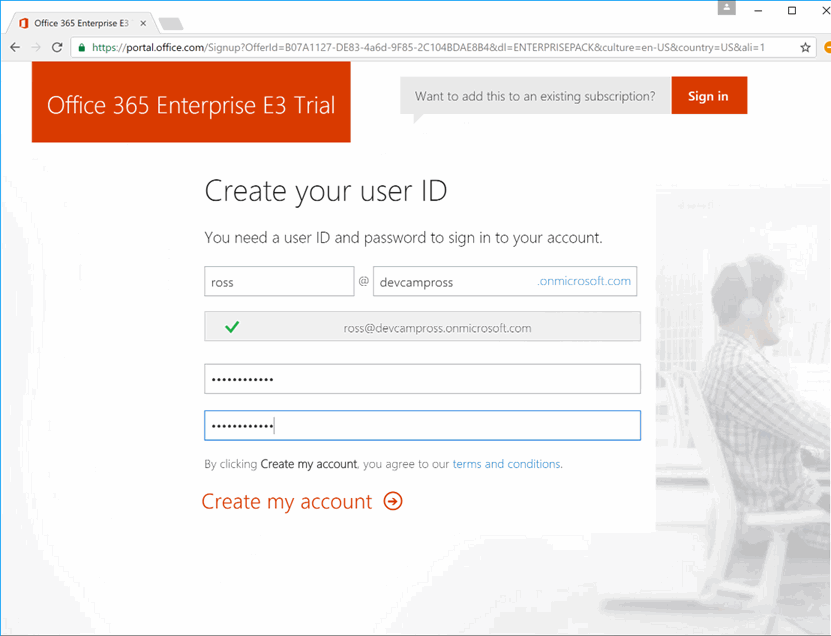 Office 365 Enterprise E3
https://portal.office.com/Signup?OfferId=B07A1127-DE83-4a6d-9F85-2C104BDAE8B4&dl=ENTERPRISEPACK&culture=en-US&country=US&ali=1
Office 365 Enterprise E3 Trial
Want to add this to an existing subscription?
Sign in
Create your user ID
You need a user ID and password to sign in to your account.
ross @ devcampross .onmicrosoft.com
ross@devcampross.onmicrosoft.com
••••••••••••
••••••••••••
By clicking Create my account, you agree to our terms and conditions.
Create my account